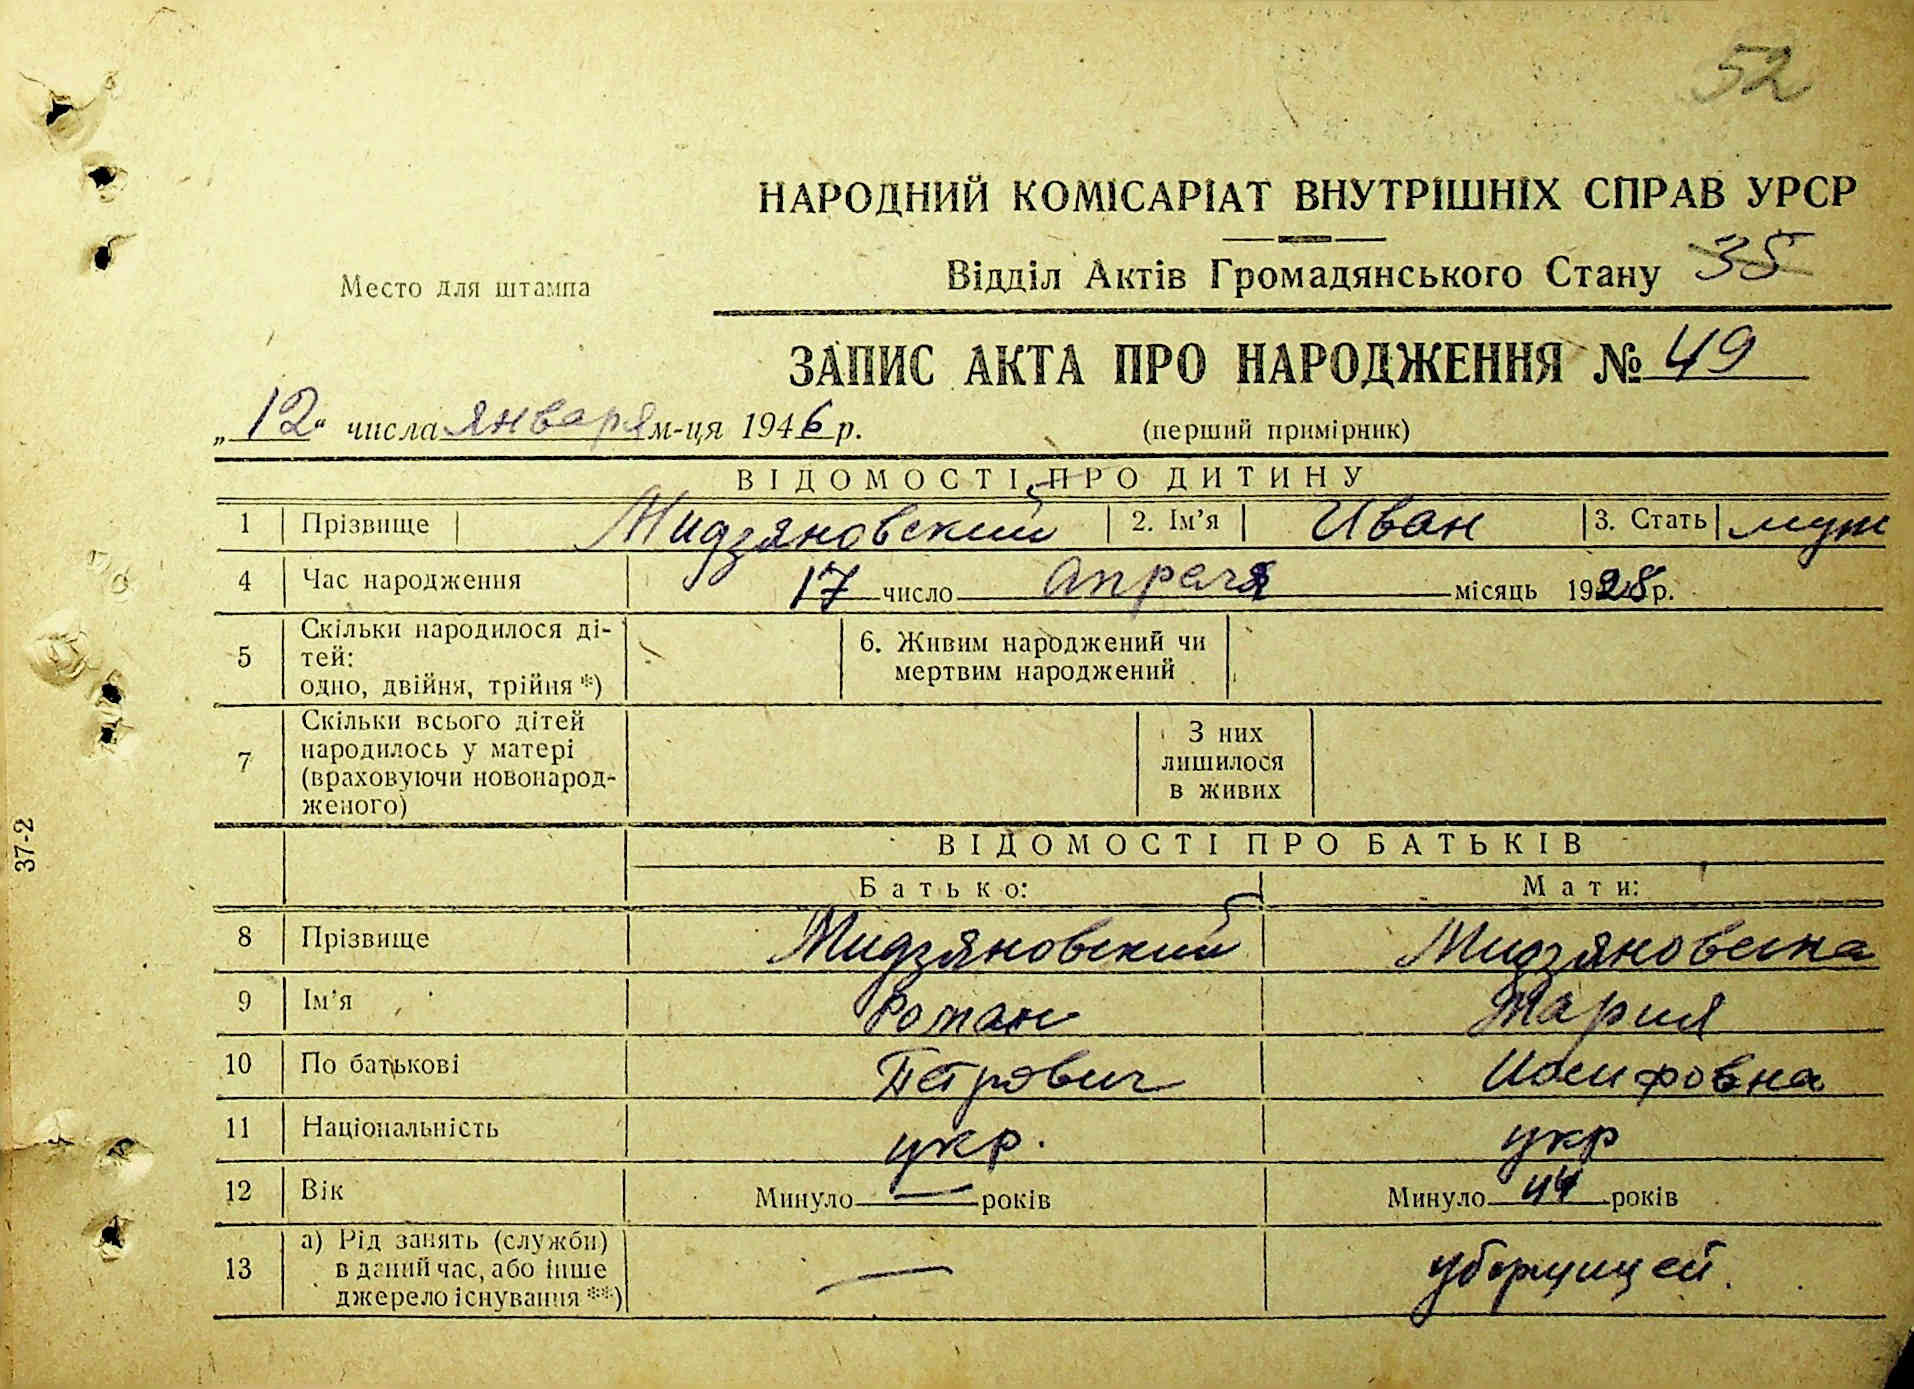 52
НАРОДНИЙ КОМІСАРІАТ ВНУТРІШНІХ СПРАВ УРСР
Место для штампа
Відділ Актів Громадянського Стану 35
ЗАПИС АКТА ПРО НАРОДЖЕННЯ № 49
„12“ числа января м-ця 1946 р.
(перший примірник)
ВІДОМОСТІ ПРО ДИТИНУ
1 Прізвище Мидзяновский 2. Ім’я Иван 3. Стать муж
4 Час народження 17 число апреля місяць 1928 р.
5 Скільки народилося ді-
тей:
одно, двійня, трійня *)
6. Живим народжений чи
мертвим народжений
7 Скільки всього дітей
народилось у матері
(враховуючи новонарод-
женого)
З них
лишилося
в живих
ВІДОМОСТІ ПРО БАТЬКІВ
Батько: Мати:
8 Прізвище Мидзяновский Мидзяновска
9 Ім’я Роман Мария
10 По батькові Петрович Иосифовна
11 Національність укр. укр
12 Вік Минуло — років Минуло 44 років
13 а) Рід занять (служби)
в даний час, або інше
джерело існування **)
— уборщицей.
37-2